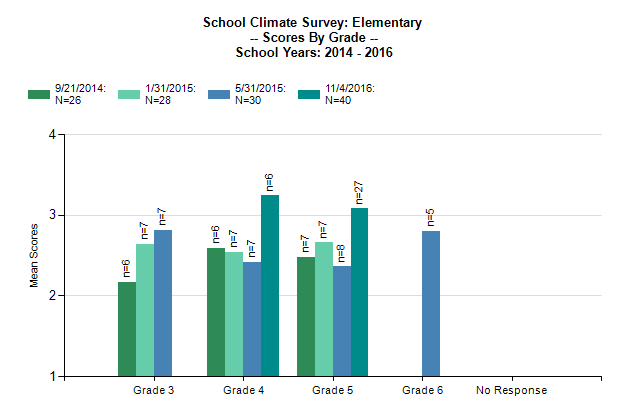 School Climate Survey: Elementary
-- Scores By Grade --
School Years: 2014 - 2016
9/21/2014:
N=26
1/31/2015:
N=28
5/31/2015:
N=30
11/4/2016:
N=40
Mean Scores
4
3
2
1
n=6
n=7
n=7
n=6
n=7
n=7
n=6
n=7
n=7
n=8
n=27
n=5
Grade 3
Grade 4
Grade 5
Grade 6
No Response